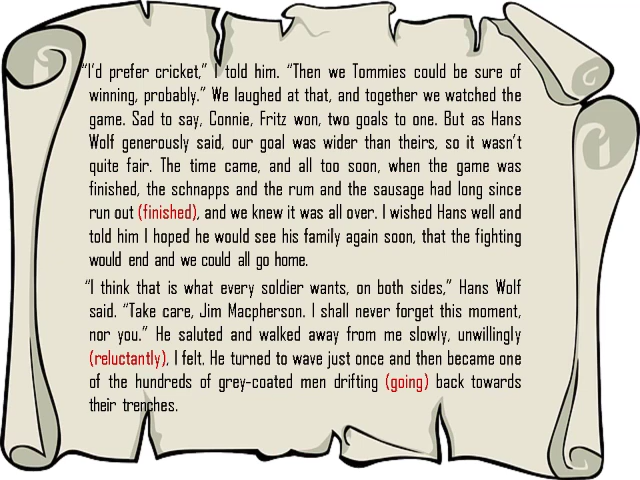 “I’d prefer cricket,” I told him. “Then we Tommies could be sure of
winning, probably.” We laughed at that, and together we watched the
game. Sad to say, Connie, Fritz won, two goals to one. But as Hans
Wolf generously said, our goal was wider than theirs, so it wasn’t
quite fair. The time came, and all too soon, when the game was
finished, the schnapps and the rum and the sausage had long since
run out (finished), and we knew it was all over. I wished Hans well and
told him I hoped he would see his family again soon, that the fighting
would end and we could all go home.
“I think that is what every soldier wants, on both sides,” Hans Wolf
said. “Take care, Jim Macpherson. I shall never forget this moment,
nor you.” He saluted and walked away from me slowly, unwillingly
(reluctantly), I felt. He turned to wave just once and then became one
of the hundreds of grey-coated men drifting (going) back towards
their trenches.